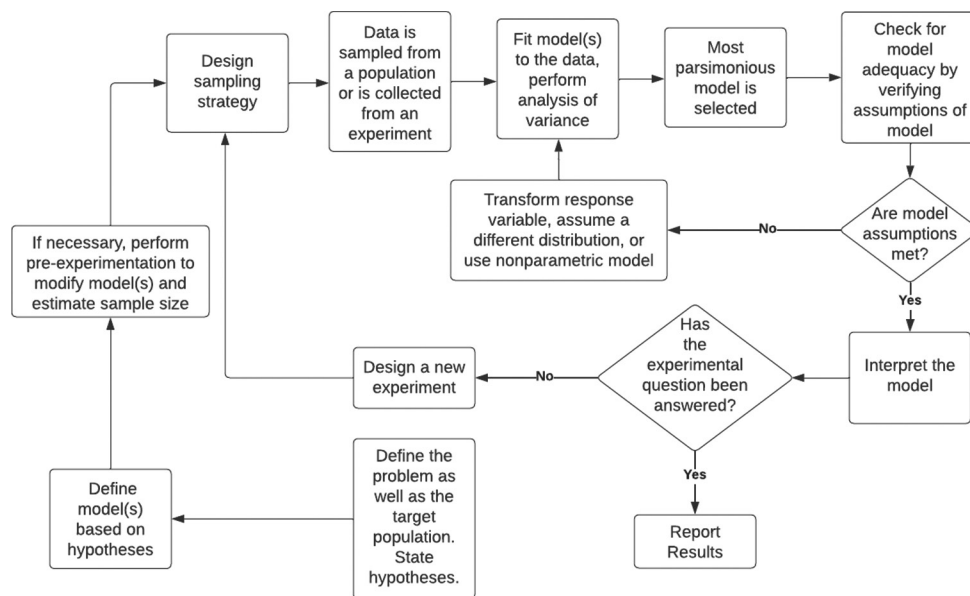 Design
sampling
strategy
Data is
sampled from
a population
or is collected
from an
experiment
Fit model(s)
to the data,
perform
analysis of
variance
Most
parsimonious
model is
selected
Check for
model
adequacy by
verifying
assumptions of
model
Transform response
variable, assume a
different distribution, or
use nonparametric model
No
Are model
assumptions
met?
If necessary, perform
pre-experimentation to
modify model(s) and
estimate sample size
Yes
Design a new
experiment
No
Has
the
experimental
question been
answered?
Interpret the
model
Define
model(s)
based on
hypotheses
Define the
problem as
well as the
target
population.
State
hypotheses.
Yes
Report
Results